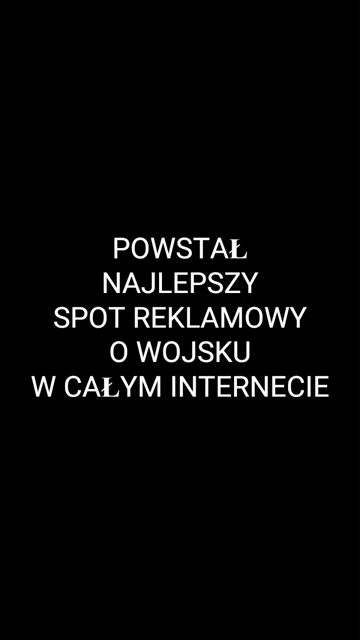 POWSTAŁ
NAJLEPSZY
SPOT REKLAMOWY
O WOJSKU
W CAŁYM INTERNECIE